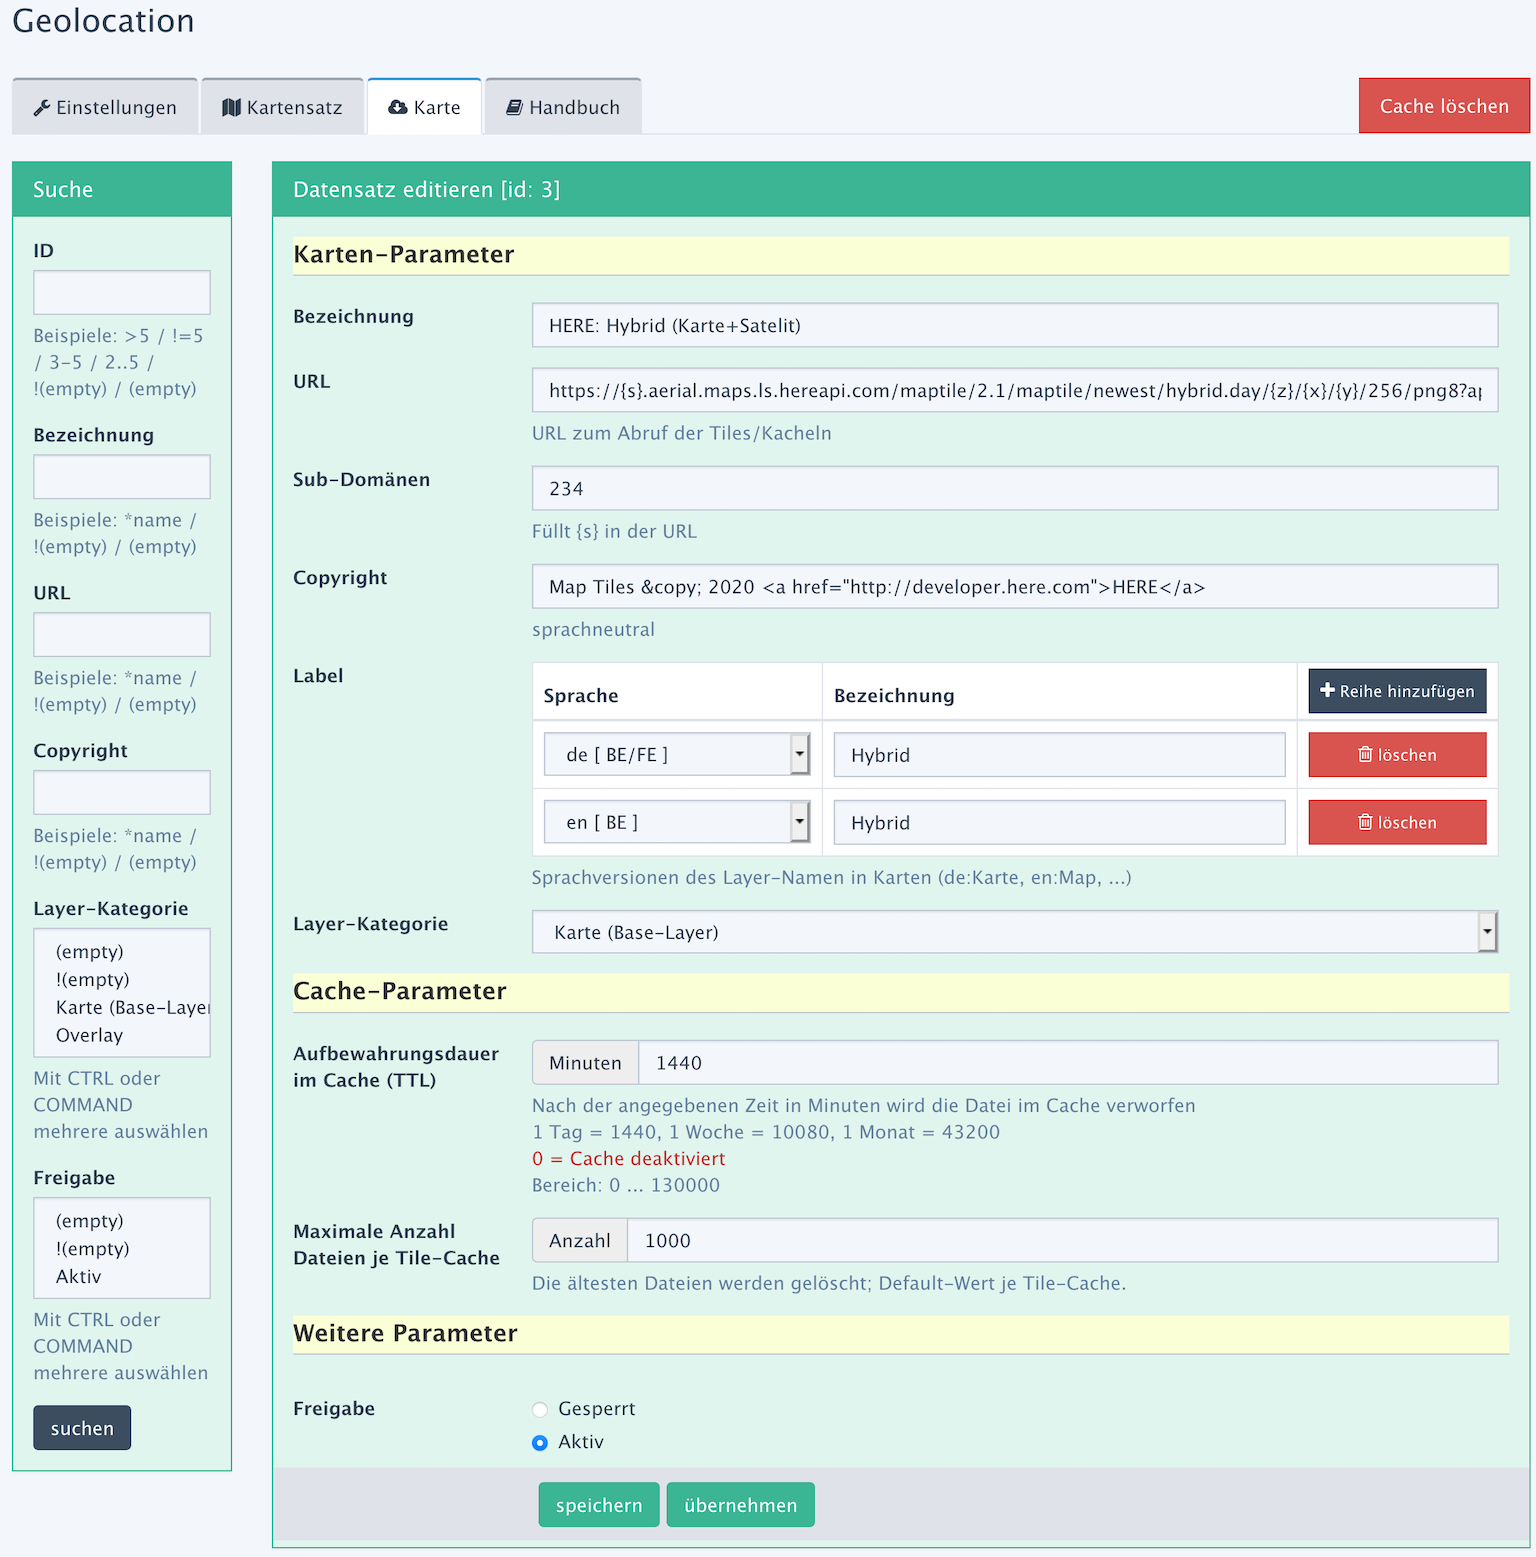 Geolocation
Einstellungen
Kartensatz
Karte
Handbuch
Cache löschen
Suche
ID
Beispiele: >5 / !=5
/ 3-5 / 2..5 /
!(empty) / (empty)
Bezeichnung
Beispiele: *name /
!(empty) / (empty)
URL
Beispiele: *name /
!(empty) / (empty)
Copyright
Beispiele: *name /
!(empty) / (empty)
Layer-Kategorie
(empty)
!(empty)
Karte (Base-Layer
Overlay
Mit CTRL oder
COMMAND
mehrere auswählen
Freigabe
(empty)
!(empty)
Aktiv
Mit CTRL oder
COMMAND
mehrere auswählen
suchen
Datensatz editieren [id: 3]
Karten-Parameter
Bezeichnung
HERE: Hybrid (Karte+Satelit)
URL
https://{s}.aerial.maps.ls.hereapi.com/maptile/2.1/maptile/newest/hybrid.day/{z}/{x}/{y}/256/png8?ap
URL zum Abruf der Tiles/Kacheln
Sub-Domänen
234
Füllt {s} in der URL
Copyright
Map Tiles &copy; 2020 <a href="http://developer.here.com">HERE</a>
sprachneutral
Label
Sprache
Bezeichnung
Reihe hinzufügen
de [ BE/FE ]
Hybrid
löschen
en [ BE ]
Hybrid
löschen
Sprachversionen des Layer-Namen in Karten (de:Karte, en:Map, ...)
Layer-Kategorie
Karte (Base-Layer)
Cache-Parameter
Aufbewahrungsdauer
im Cache (TTL)
Minuten
1440
Nach der angegebenen Zeit in Minuten wird die Datei im Cache verworfen
1 Tag = 1440, 1 Woche = 10080, 1 Monat = 43200
0 = Cache deaktiviert
Bereich: 0 ... 130000
Maximale Anzahl
Dateien je Tile-Cache
Anzahl
1000
Die ältesten Dateien werden gelöscht; Default-Wert je Tile-Cache.
Weitere Parameter
Freigabe
Gesperrt
Aktiv
speichern
übernehmen